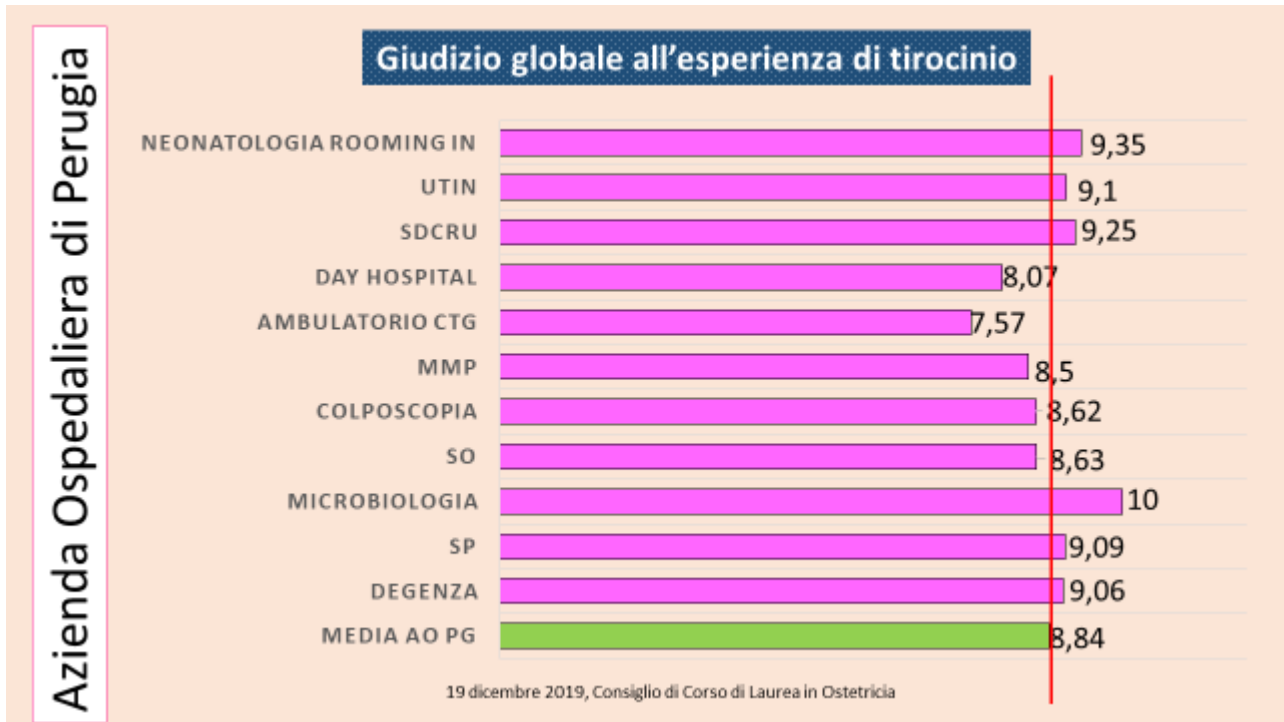 Azienda Ospedaliera di Perugia
Giudizio globale all'esperienza di tirocinio
NEONATOLOGIA ROOMING IN 9,35
UTIN 9,1
SDCRU 9,25
DAY HOSPITAL 8,07
AMBULATORIO CTG 7,57
MMP 8,5
COLPOSCOPIA 8,62
SO 8,63
MICROBIOLOGIA 10
SP 9,09
DEGENZA 9,06
MEDIA AO PG 8,84
19 dicembre 2019, Consiglio di Corso di Laurea in Ostetricia